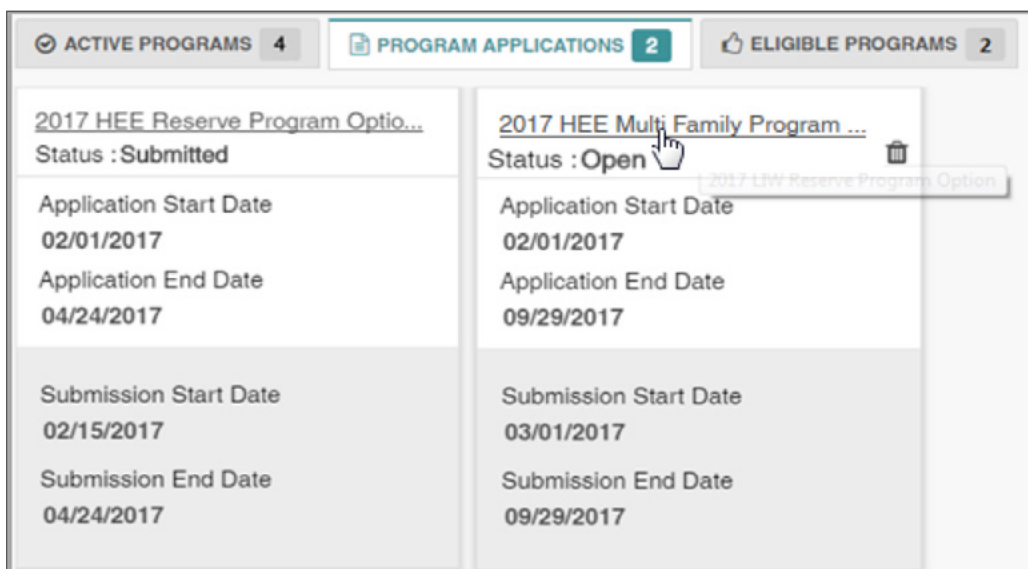 ACTIVE PROGRAMS 4 PROGRAM APPLICATIONS 2 ELIGIBLE PROGRAMS 2
2017 HEE Reserve Program Optio...
Status : Submitted
Application Start Date
02/01/2017
Application End Date
04/24/2017
Submission Start Date
02/15/2017
Submission End Date
04/24/2017
2017 HEE Multi Family Program ...
Status : Open
2017 LIW Reserve Program Option
Application Start Date
02/01/2017
Application End Date
09/29/2017
Submission Start Date
03/01/2017
Submission End Date
09/29/2017